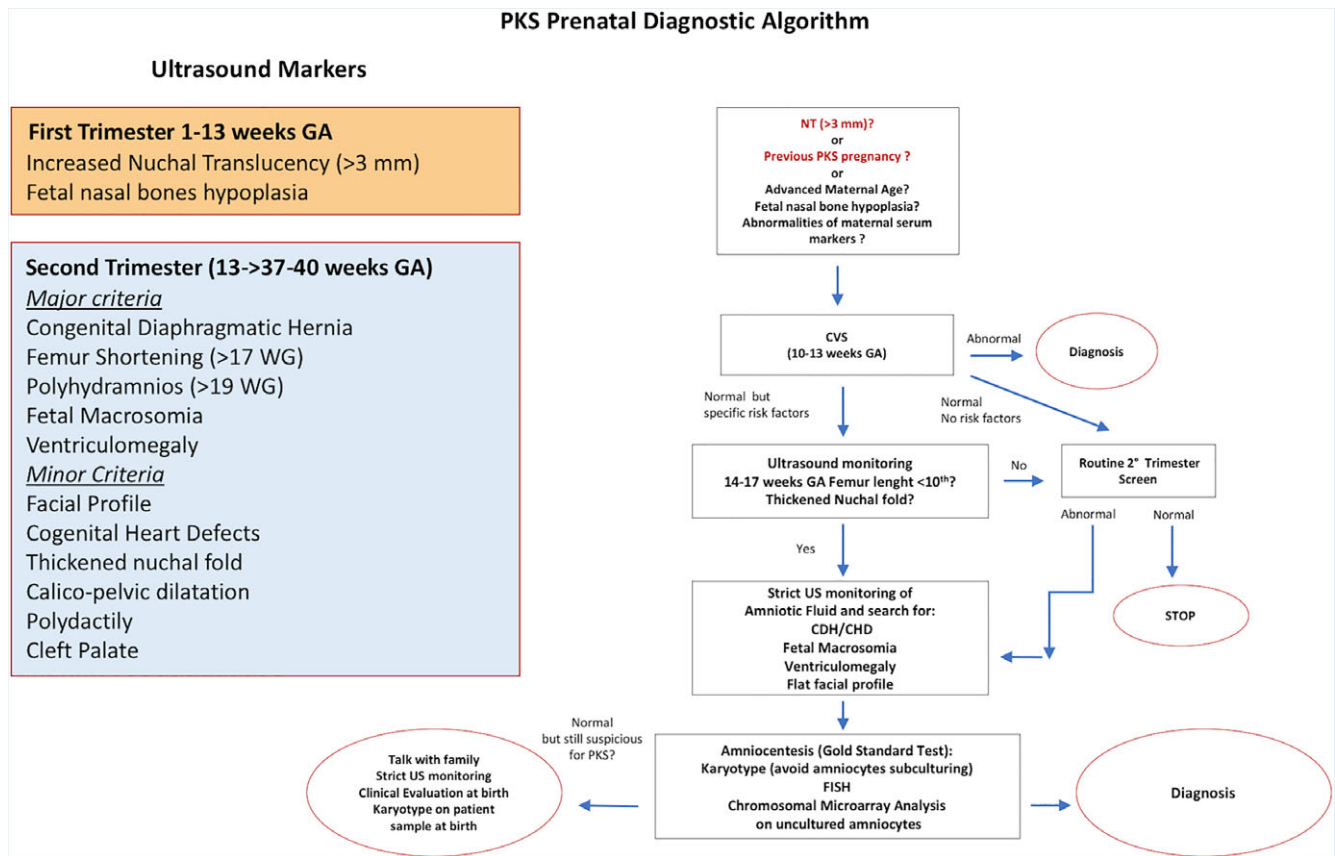 PKS Prenatal Diagnostic Algorithm
Ultrasound Markers
First Trimester 1-13 weeks GA
Increased Nuchal Translucency (>3 mm)
Fetal nasal bones hypoplasia
Second Trimester (13->37-40 weeks GA)
Major criteria
Congenital Diaphragmatic Hernia
Femur Shortening (>17 WG)
Polyhydramnios (>19 WG)
Fetal Macrosomia
Ventriculomegaly
Minor Criteria
Facial Profile
Cogenital Heart Defects
Thickened nuchal fold
Calico-pelvic dilatation
Polydactily
Cleft Palate
NT (>3 mm)?
or
Previous PKS pregnancy ?
or
Advanced Maternal Age?
Fetal nasal bone hypoplasia?
Abnormalities of maternal serum
markers ?
CVS
(10-13 weeks GA)
Abnormal
Diagnosis
Normal but
specific risk factors
Normal
No risk factors
Ultrasound monitoring
14-17 weeks GA Femur lenght <10th?
Thickened Nuchal fold?
No
Routine 2° Trimester
Screen
Yes
Abnormal
Normal
STOP
Strict US monitoring of
Amniotic Fluid and search for:
CDH/CHD
Fetal Macrosomia
Ventriculomegaly
Flat facial profile
Normal
but still suspicious
for PKS?
Talk with family
Strict US monitoring
Clinical Evaluation at birth
Karyotype on patient
sample at birth
Amniocentesis (Gold Standard Test):
Karyotype (avoid amniocytes subculturing)
FISH
Chromosomal Microarray Analysis
on uncultured amniocytes
Diagnosis